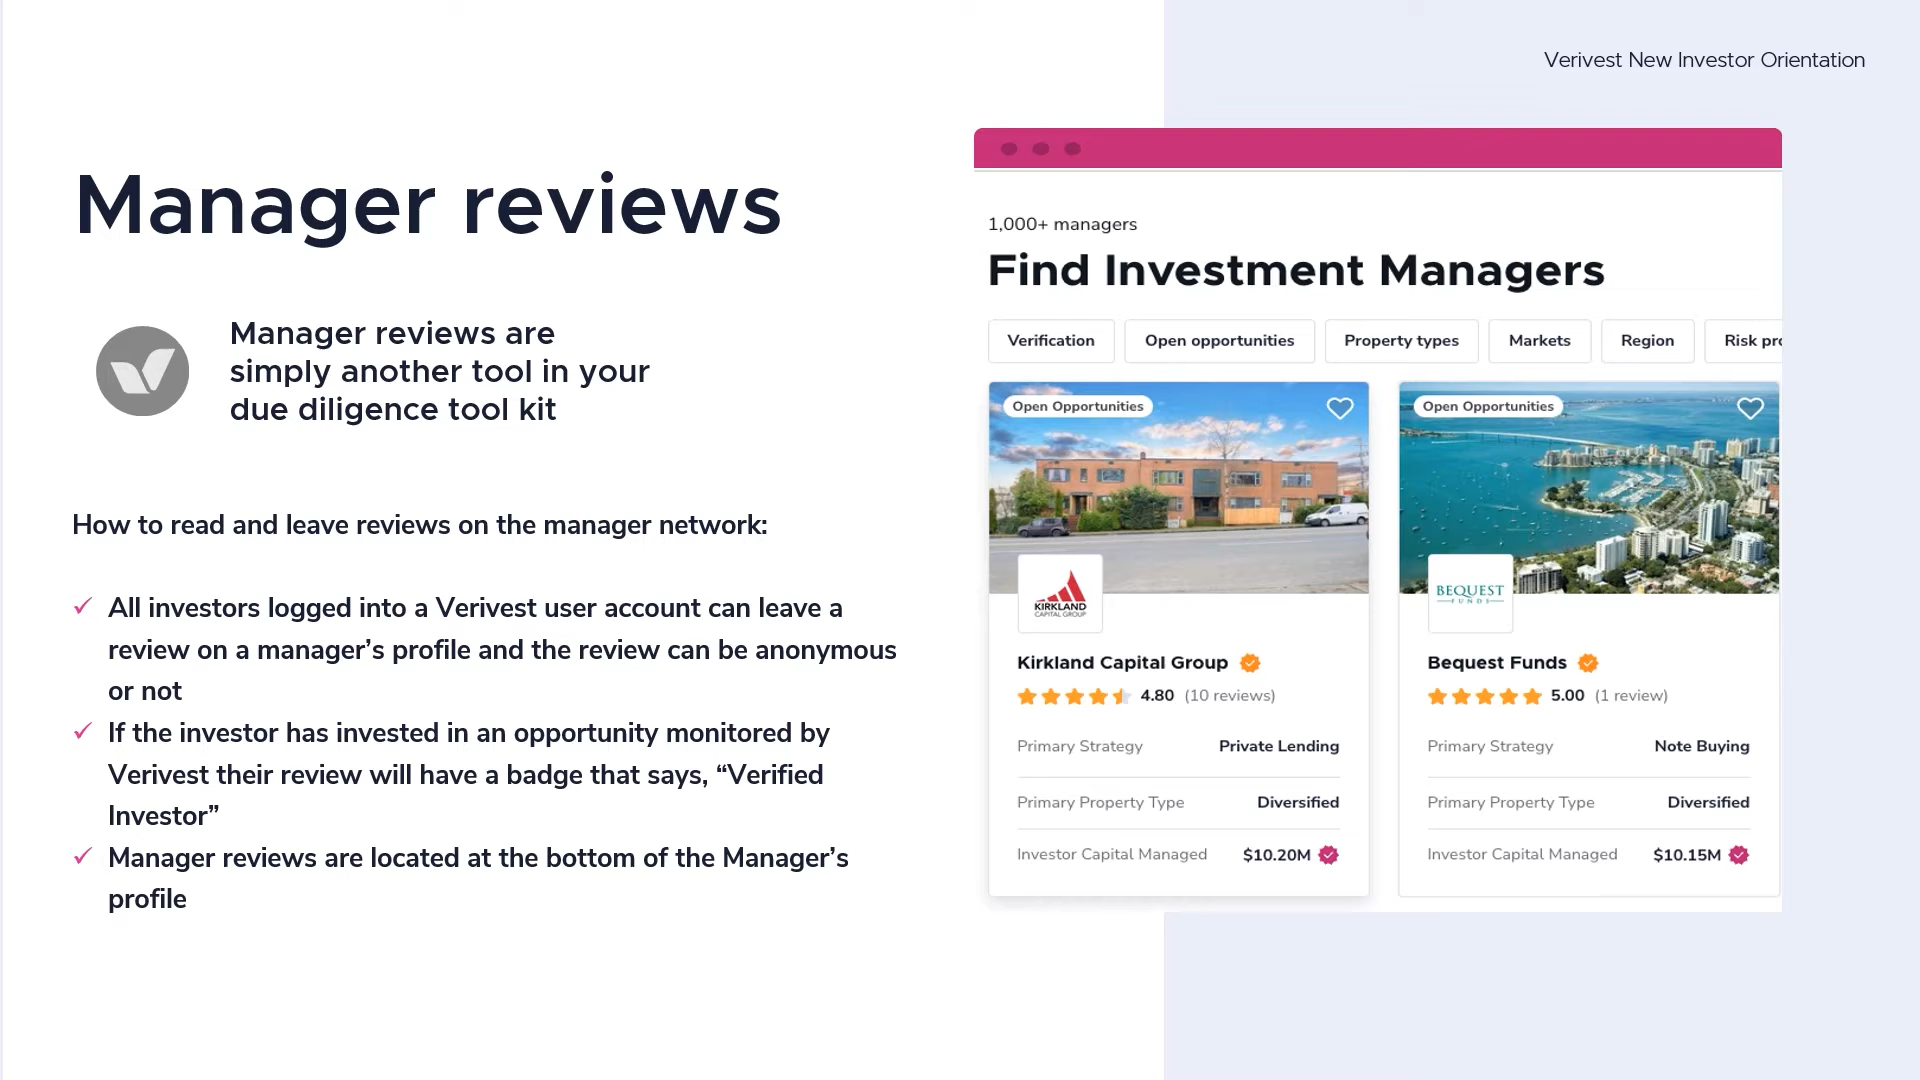 Verivest New Investor Orientation
Manager reviews
Manager reviews are
simply another tool in your
due diligence tool kit
How to read and leave reviews on the manager network:
All investors logged into a Verivest user account can leave a
review on a manager’s profile and the review can be anonymous
or not
If the investor has invested in an opportunity monitored by
Verivest their review will have a badge that says, “Verified
Investor”
Manager reviews are located at the bottom of the Manager’s
profile
1,000+ managers
Find Investment Managers
Verification Open opportunities Property types Markets Region Risk pro
Open Opportunities
KIRKLAND
CAPITAL GROUP
Kirkland Capital Group
4.80 (10 reviews)
Primary Strategy Private Lending
Primary Property Type Diversified
Investor Capital Managed $10.20M
Open Opportunities
BEQUEST
FUNDS
Bequest Funds
5.00 (1 review)
Primary Strategy Note Buying
Primary Property Type Diversified
Investor Capital Managed $10.15M